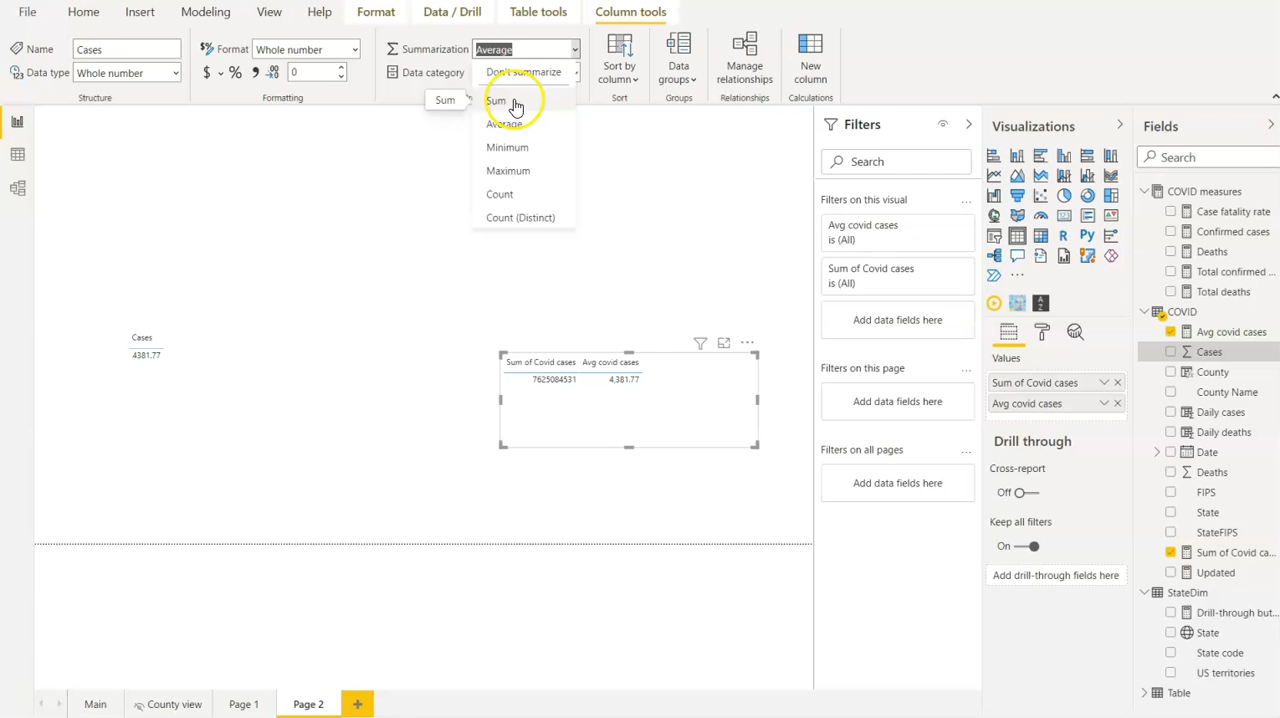 File Home Insert Modeling View Help Format Data / Drill Table tools Column tools
Name Cases
Data type Whole number
Structure
Format Whole number
$ % 0
Formatting
Summarization Average
Data category
Don't summarize
Sum
Sum
Average
Minimum
Maximum
Count
Count (Distinct)
Sort by column
Sort
Data groups
Groups
Manage relationships
Relationships
New column
Calculations
Cases
4381.77
Sum of Covid cases Avg covid cases
7625084531 4,381.77
Filters
Search
Filters on this visual ...
Avg covid cases
is (All)
Sum of Covid cases
is (All)
Add data fields here
Filters on this page ...
Add data fields here
Filters on all pages ...
Add data fields here
Visualizations
R Py
...
Values
Sum of Covid cases
Avg covid cases
Drill through
Cross-report
Off
Keep all filters
On
Add drill-through fields here
Fields
Search
COVID measures
Case fatality rate
Confirmed cases
Deaths
Total confirmed ...
Total deaths
COVID
Avg covid cases
Cases
County
County Name
Daily cases
Daily deaths
Date
Deaths
FIPS
State
StateFIPS
Sum of Covid ca...
Updated
StateDim
Drill-through but...
State
State code
US territories
Table
Main County view Page 1 Page 2 +